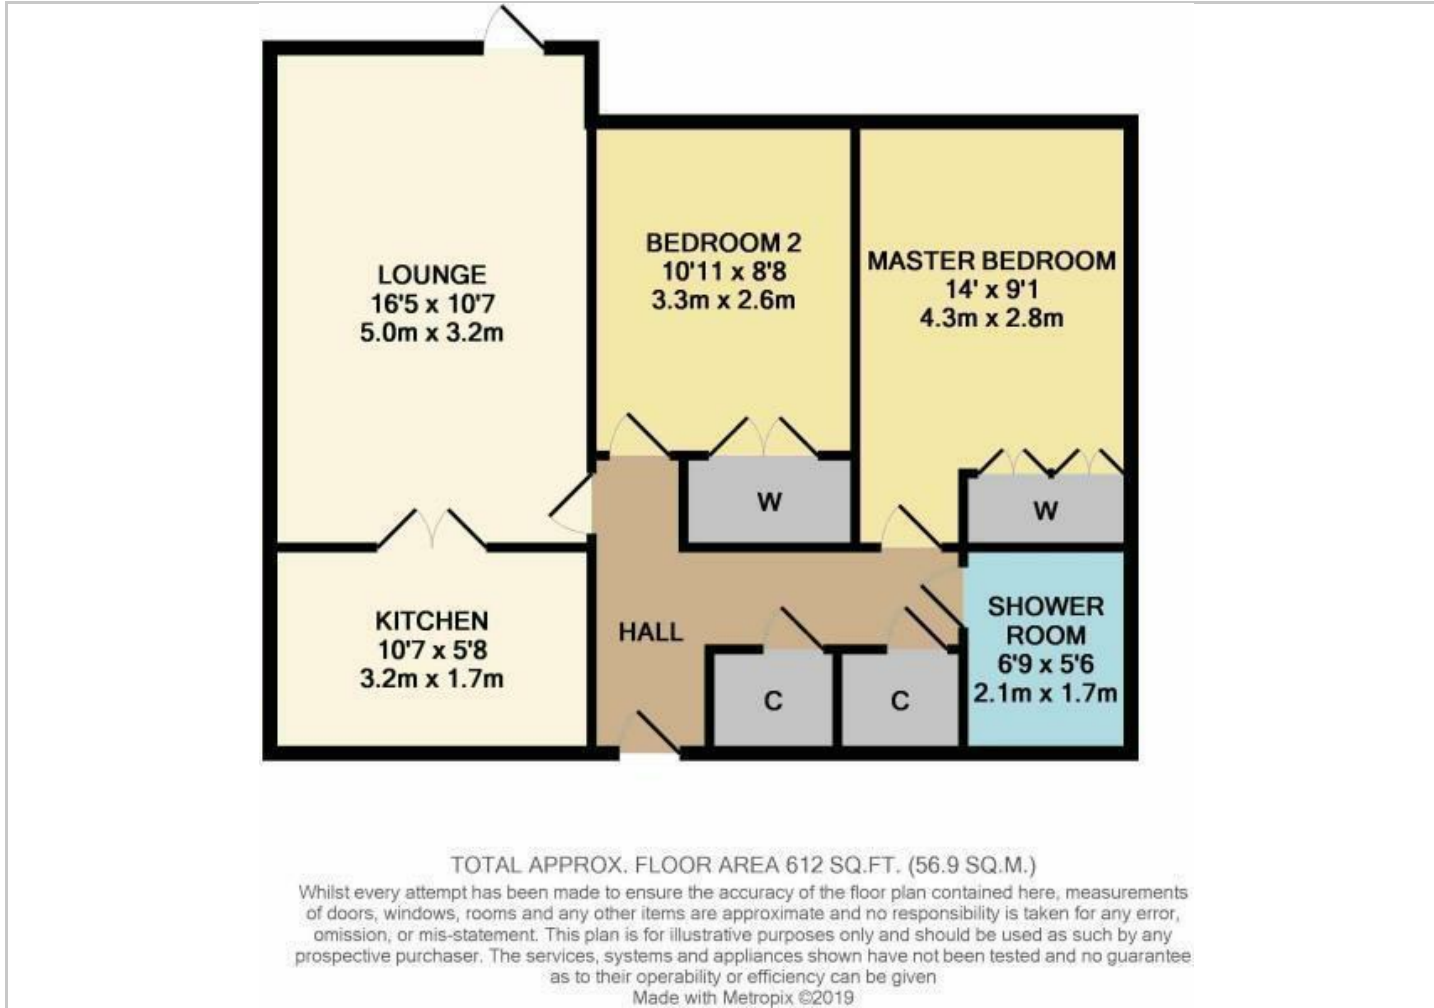 LOUNGE
16'5 x 10'7
5.0m x 3.2m
BEDROOM 2
10'11 x 8'8
3.3m x 2.6m
MASTER BEDROOM
14' x 9'1
4.3m x 2.8m
W
W
KITCHEN
10'7 x 5'8
3.2m x 1.7m
HALL
SHOWER
ROOM
6'9 x 5'6
2.1m x 1.7m
C
C
TOTAL APPROX. FLOOR AREA 612 SQ.FT. (56.9 SQ.M.)
Whilst every attempt has been made to ensure the accuracy of the floor plan contained here, measurements
of doors, windows, rooms and any other items are approximate and no responsibility is taken for any error,
omission, or mis-statement. This plan is for illustrative purposes only and should be used as such by any
prospective purchaser. The services, systems and appliances shown have not been tested and no guarantee
as to their operability or efficiency can be given
Made with Metropix ©2019